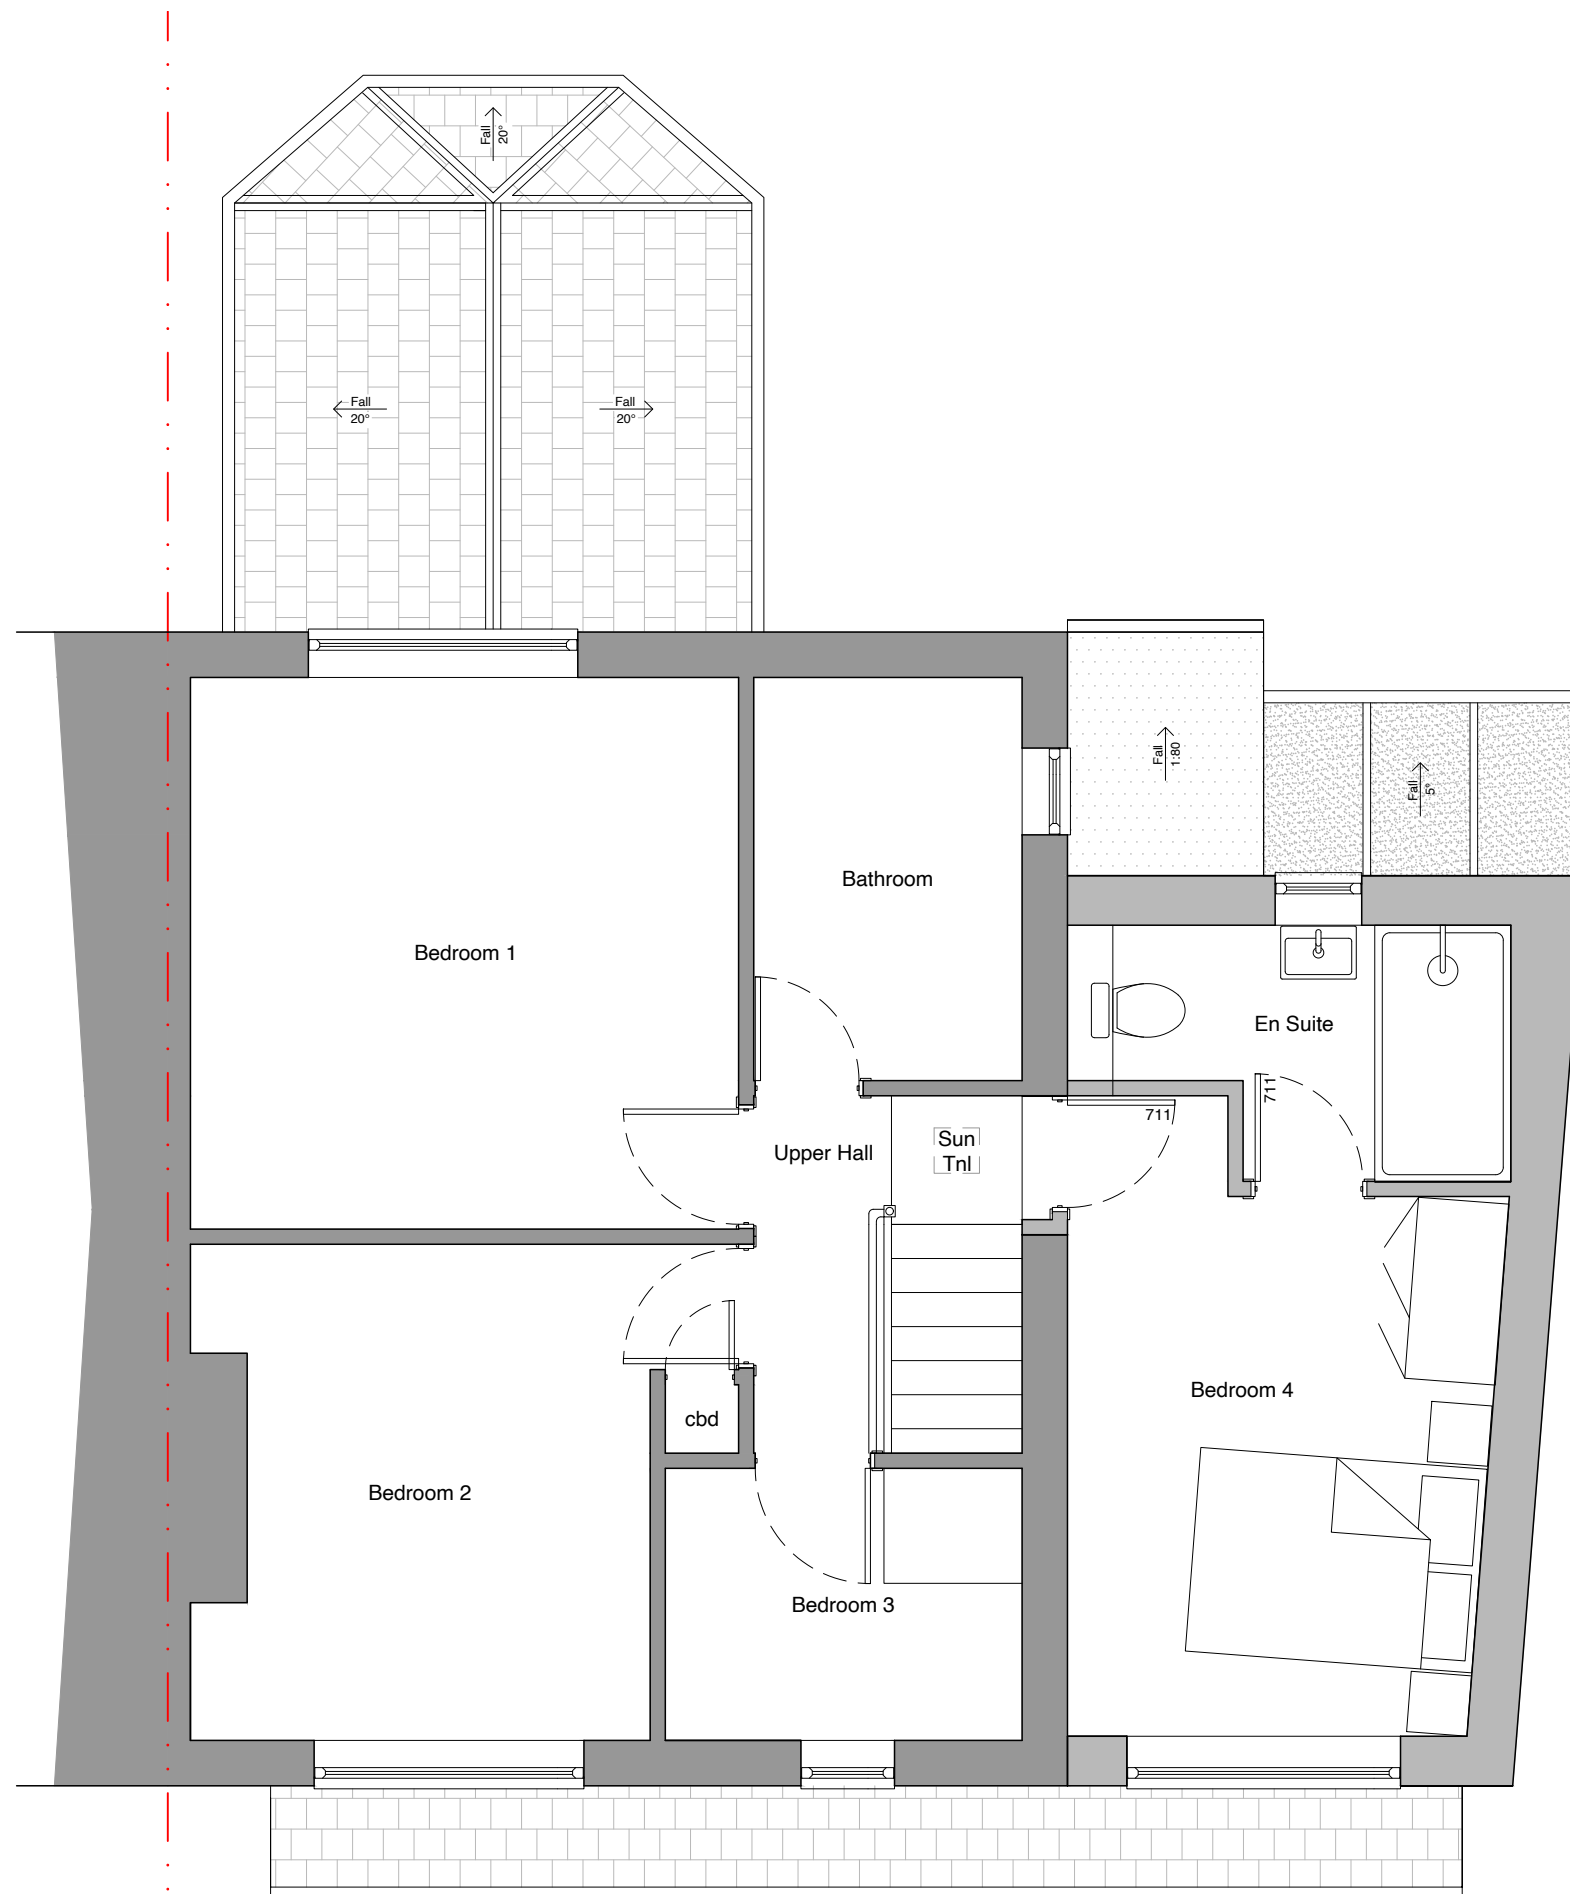 Fall
20°
Fall
20°
Fall
20°
Fall
1:80
Fall
5°
Bathroom
Bedroom 1
En Suite
711
711
Sun
Tnl
Upper Hall
Bedroom 4
cbd
Bedroom 2
Bedroom 3